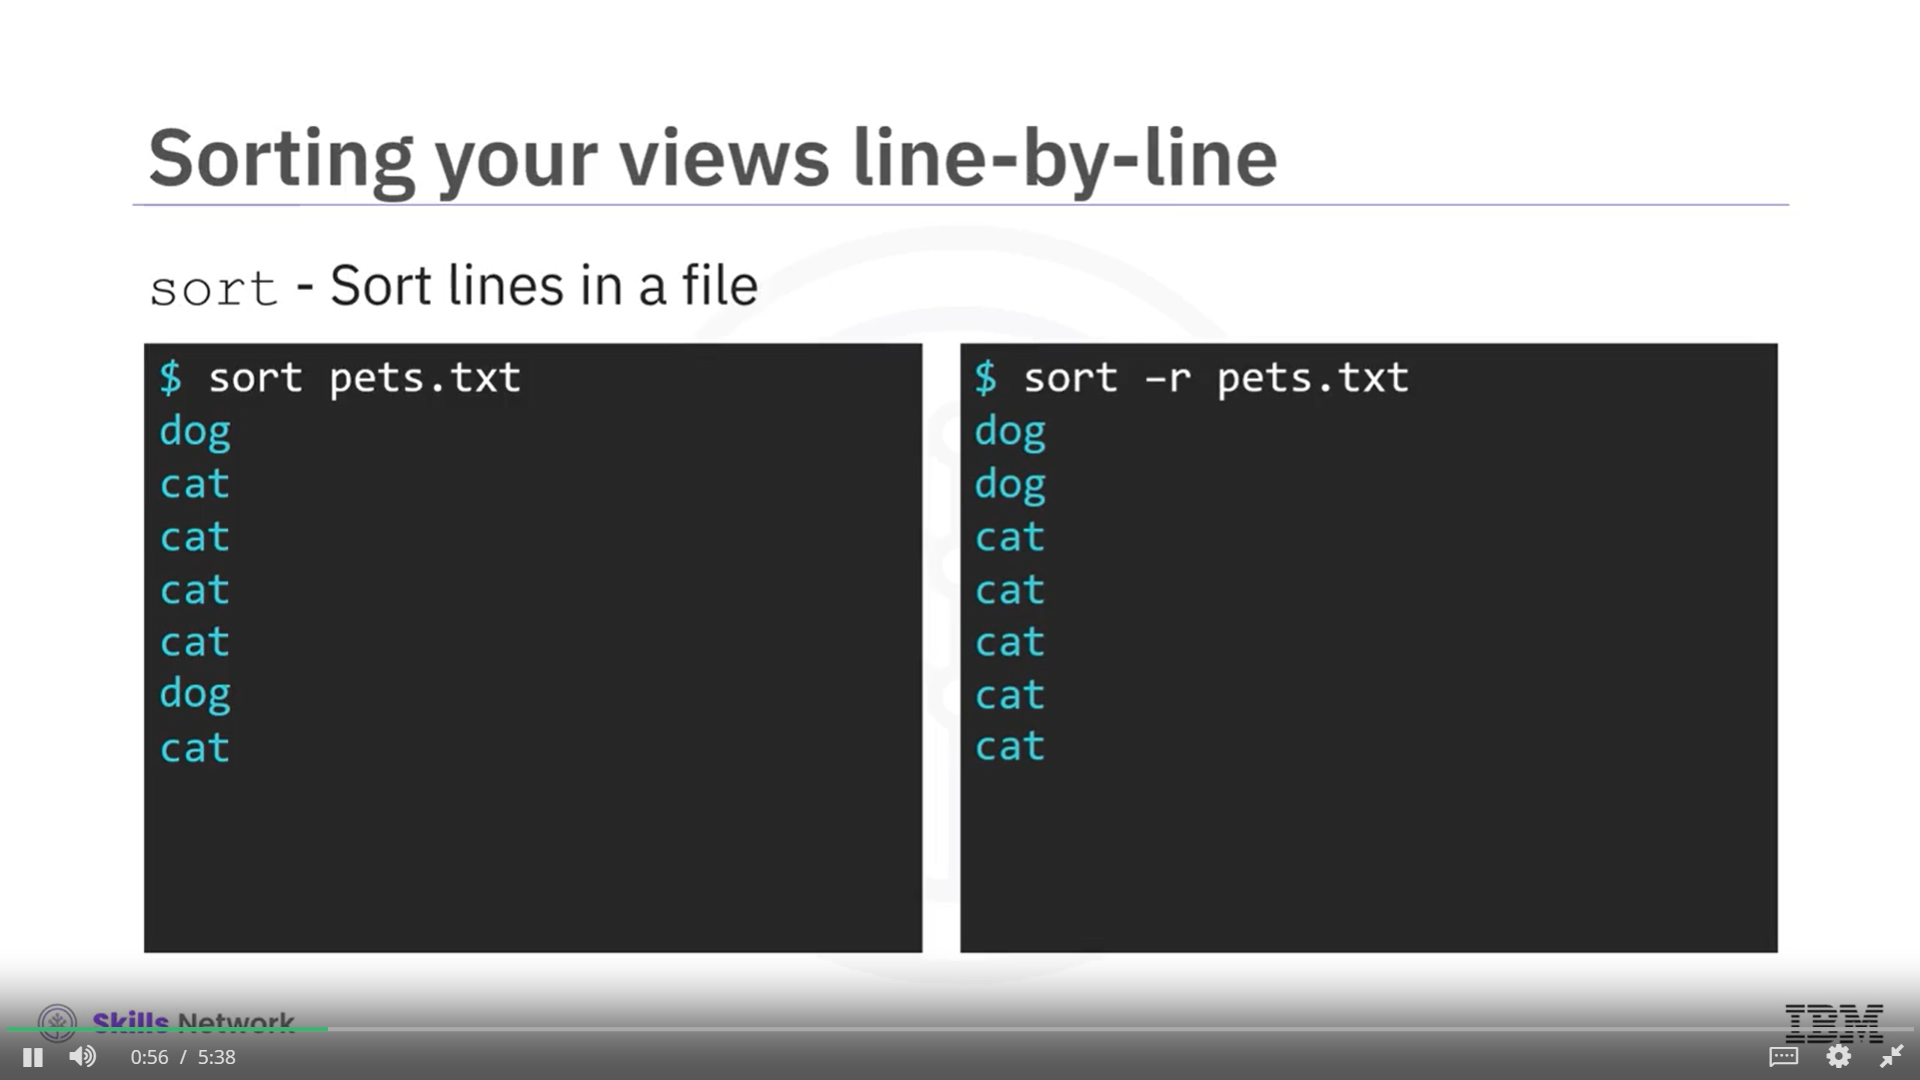 Sorting your views line-by-line
sort - Sort lines in a file
$ sort pets.txt
dog
cat
cat
cat
cat
dog
cat
$ sort –r pets.txt
dog
dog
cat
cat
cat
cat
cat
Skills Network
IBM
0:56 / 5:38